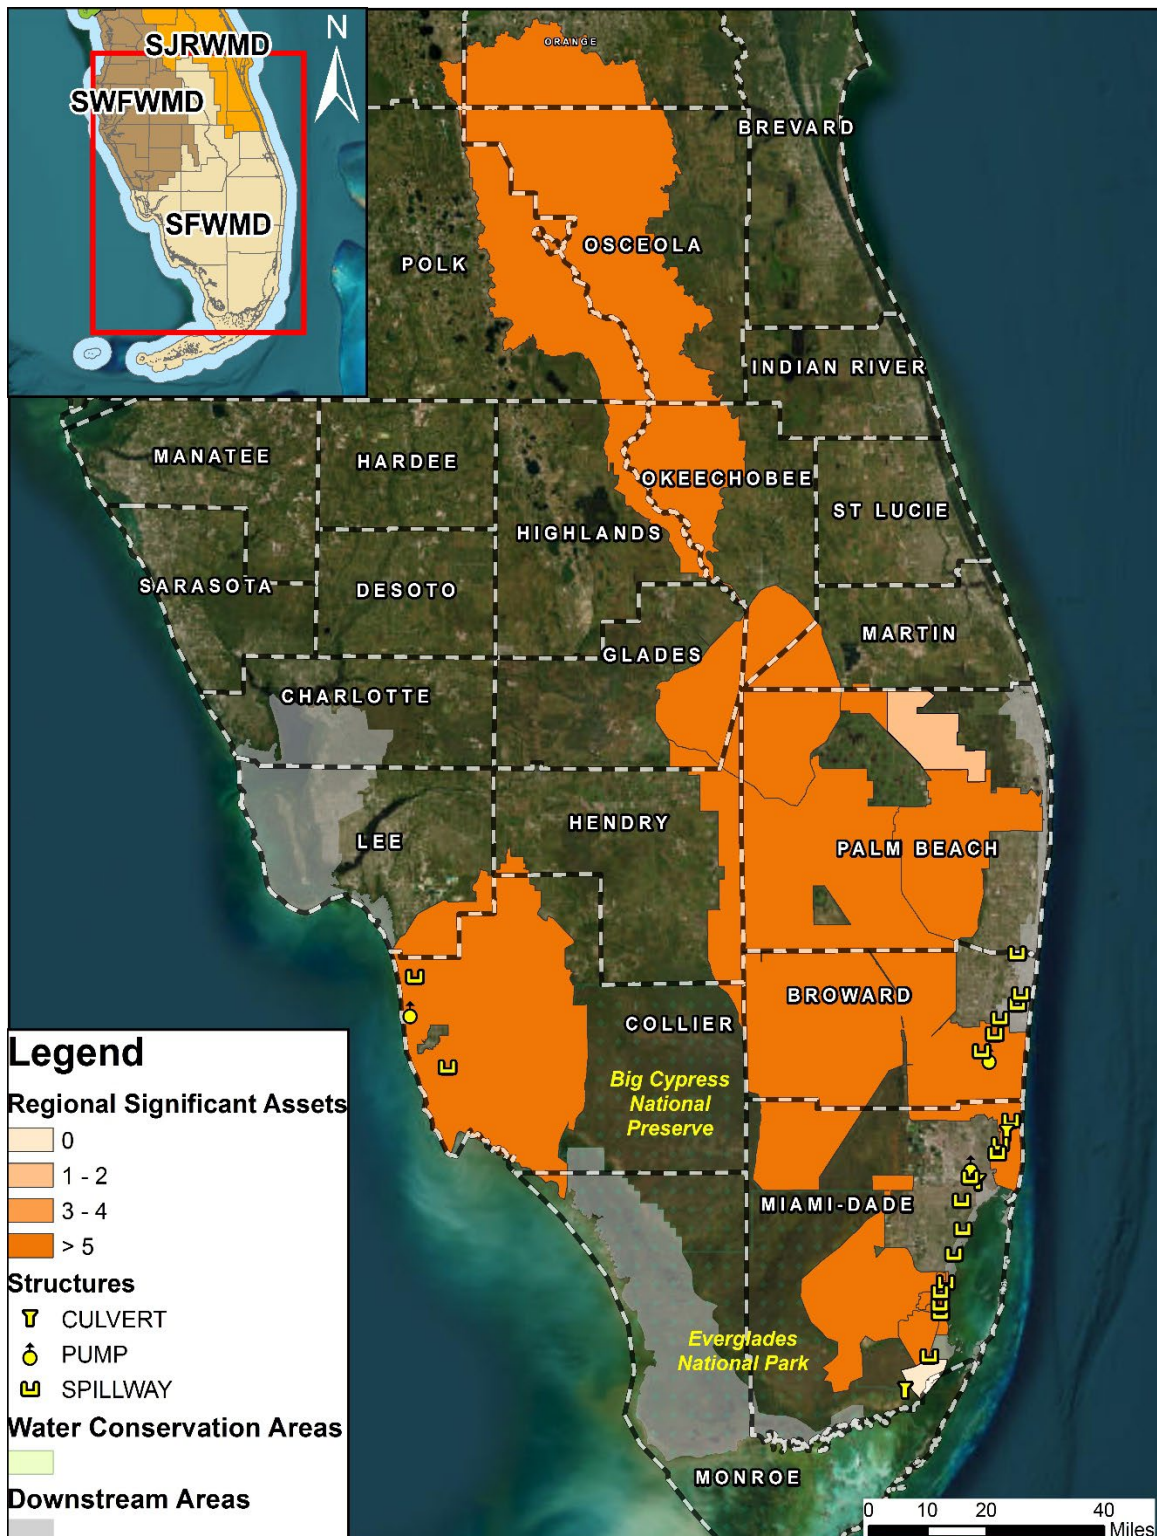 SJRWMD
N
SWFWMD
SFWMD
ORANGE
BREVARD
OSCEOLA
POLK
INDIAN RIVER
MANATEE
HARDEE
OKEECHOBEE
HIGHLANDS
ST LUCIE
SARASOTA
DESOTO
MARTIN
GLADES
CHARLOTTE
HENDRY
LEE
PALM BEACH
BROWARD
COLLIER
Big Cypress
National
Preserve
MIAMI-DADE
Everglades
National Park
MONROE
Legend
Regional Significant Assets
0
1 - 2
3 - 4
> 5
Structures
CULVERT
PUMP
SPILLWAY
Water Conservation Areas
Downstream Areas
0 10 20 40
Miles